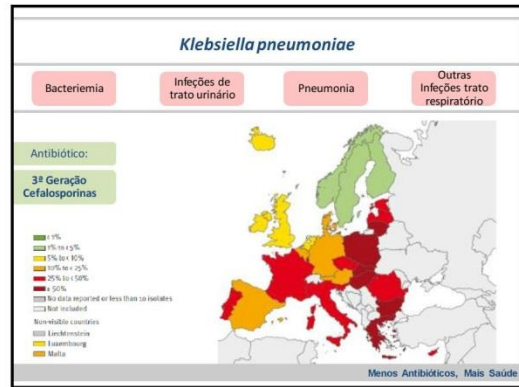 Klebsiella pneumoniae
Bacteriemia
Infeções de
trato urinário
Pneumonia
Outras
Infeções trato
respiratório
Antibiótico:
3ª Geração
Cefalosporinas
< 1%
1% to < 5%
5% to < 10%
10% to < 25%
25% to < 50%
≥ 50%
No data reported or less than 10 isolates
Not included
Non-visible countries
Liechtenstein
Luxembourg
Malta
Menos Antibióticos, Mais Saúde